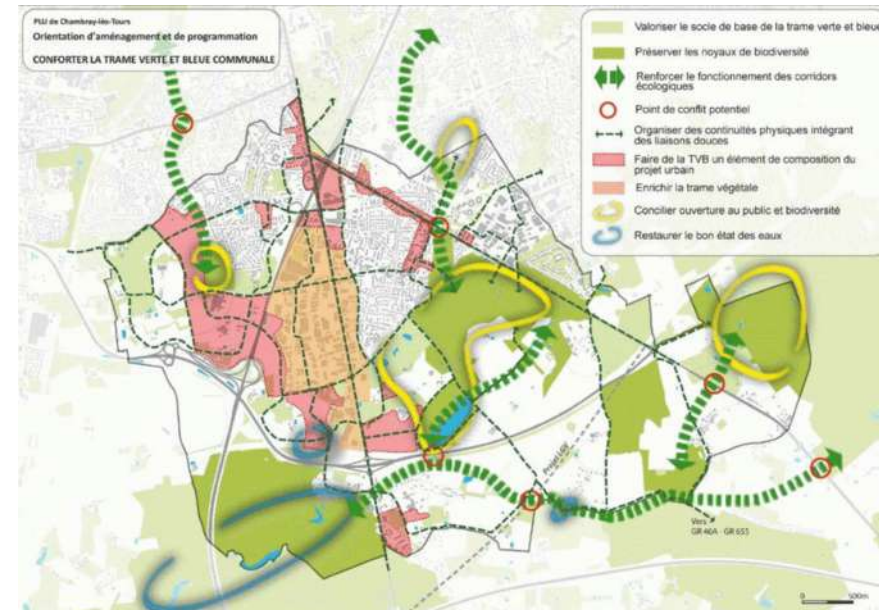 PLU de Chambray-lès-Tours
Orientation d'aménagement et de programmation
CONFORTER LA TRAME VERTE ET BLEUE COMMUNALE
Valoriser le socle de base de la trame verte et bleue
Préserver les noyaux de biodiversité
Renforcer le fonctionnement des corridors
écologiques
Point de conflit potentiel
Organiser des continuités physiques intégrant
des liaisons douces
Faire de la TVB un élément de composition du
projet urbain
Enrichir la trame végétale
Concilier ouverture au public et biodiversité
Restaurer le bon état des eaux
Projet LGV
Vers
GR 46A - GR 655
0 500m